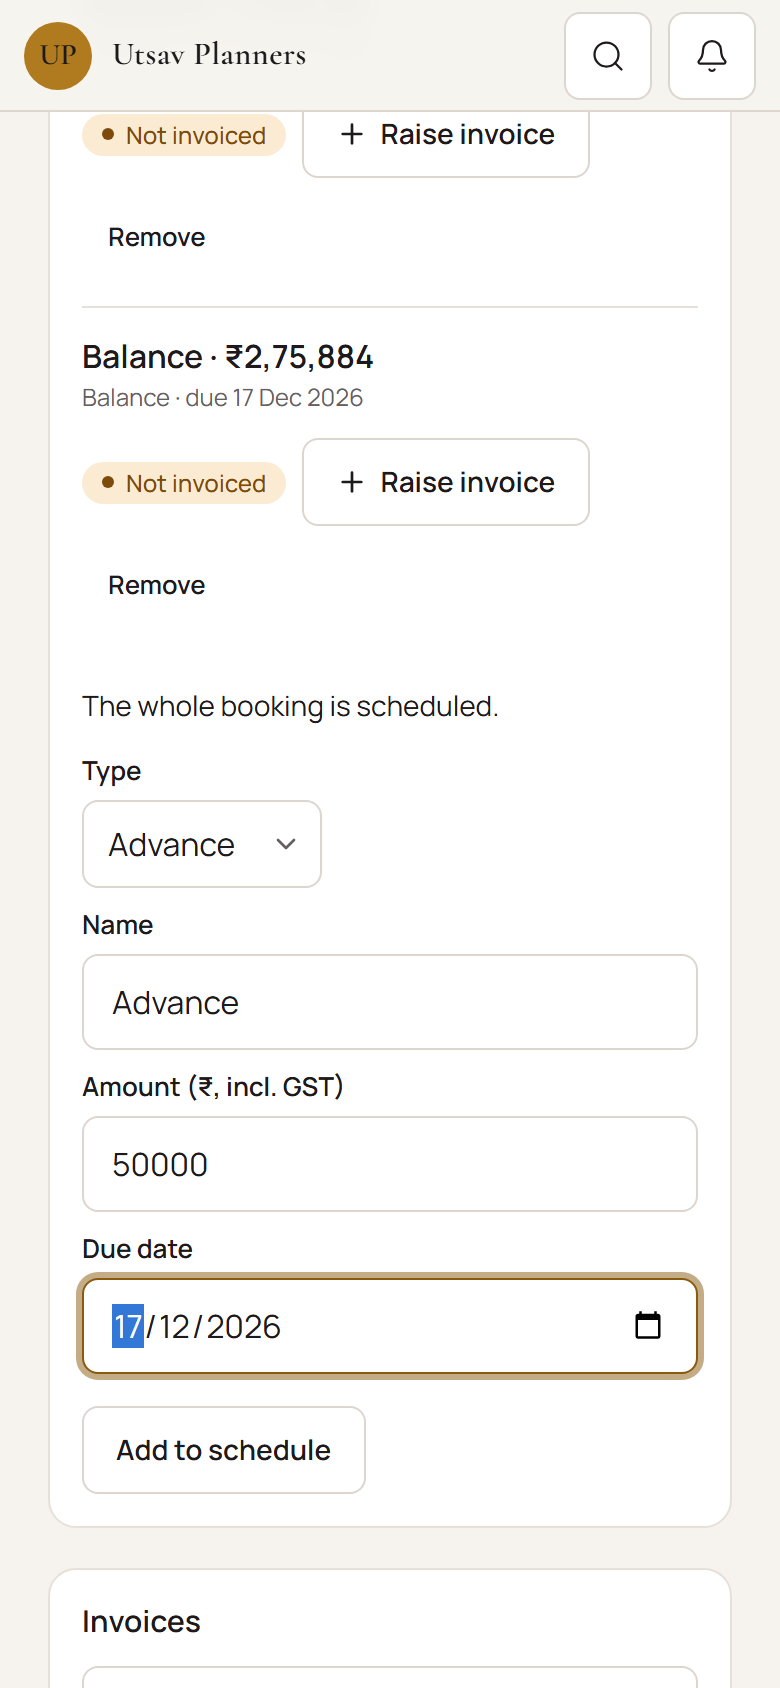 UP Utsav Planners
Not invoiced + Raise invoice
Remove
Balance · ₹2,75,884
Balance · due 17 Dec 2026
Not invoiced + Raise invoice
Remove
The whole booking is scheduled.
Type
Advance
Name
Advance
Amount (₹, incl. GST)
50000
Due date
17/12/2026
Add to schedule
Invoices